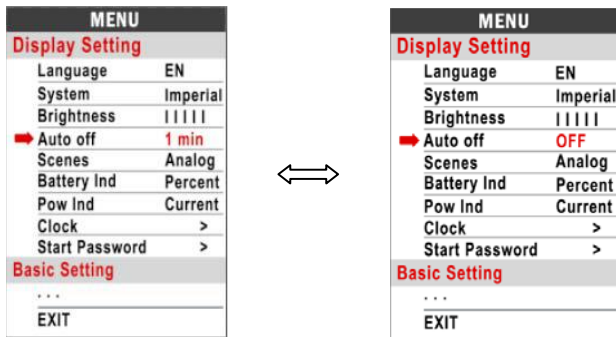 MENU
Display Setting
Language EN
System Imperial
Brightness | | | | |
Auto off 1 min
Scenes Analog
Battery Ind Percent
Pow Ind Current
Clock >
Start Password >
Basic Setting
. . .
EXIT
MENU
Display Setting
Language EN
System Imperial
Brightness | | | | |
Auto off OFF
Scenes Analog
Battery Ind Percent
Pow Ind Current
Clock >
Start Password >
Basic Setting
. . .
EXIT